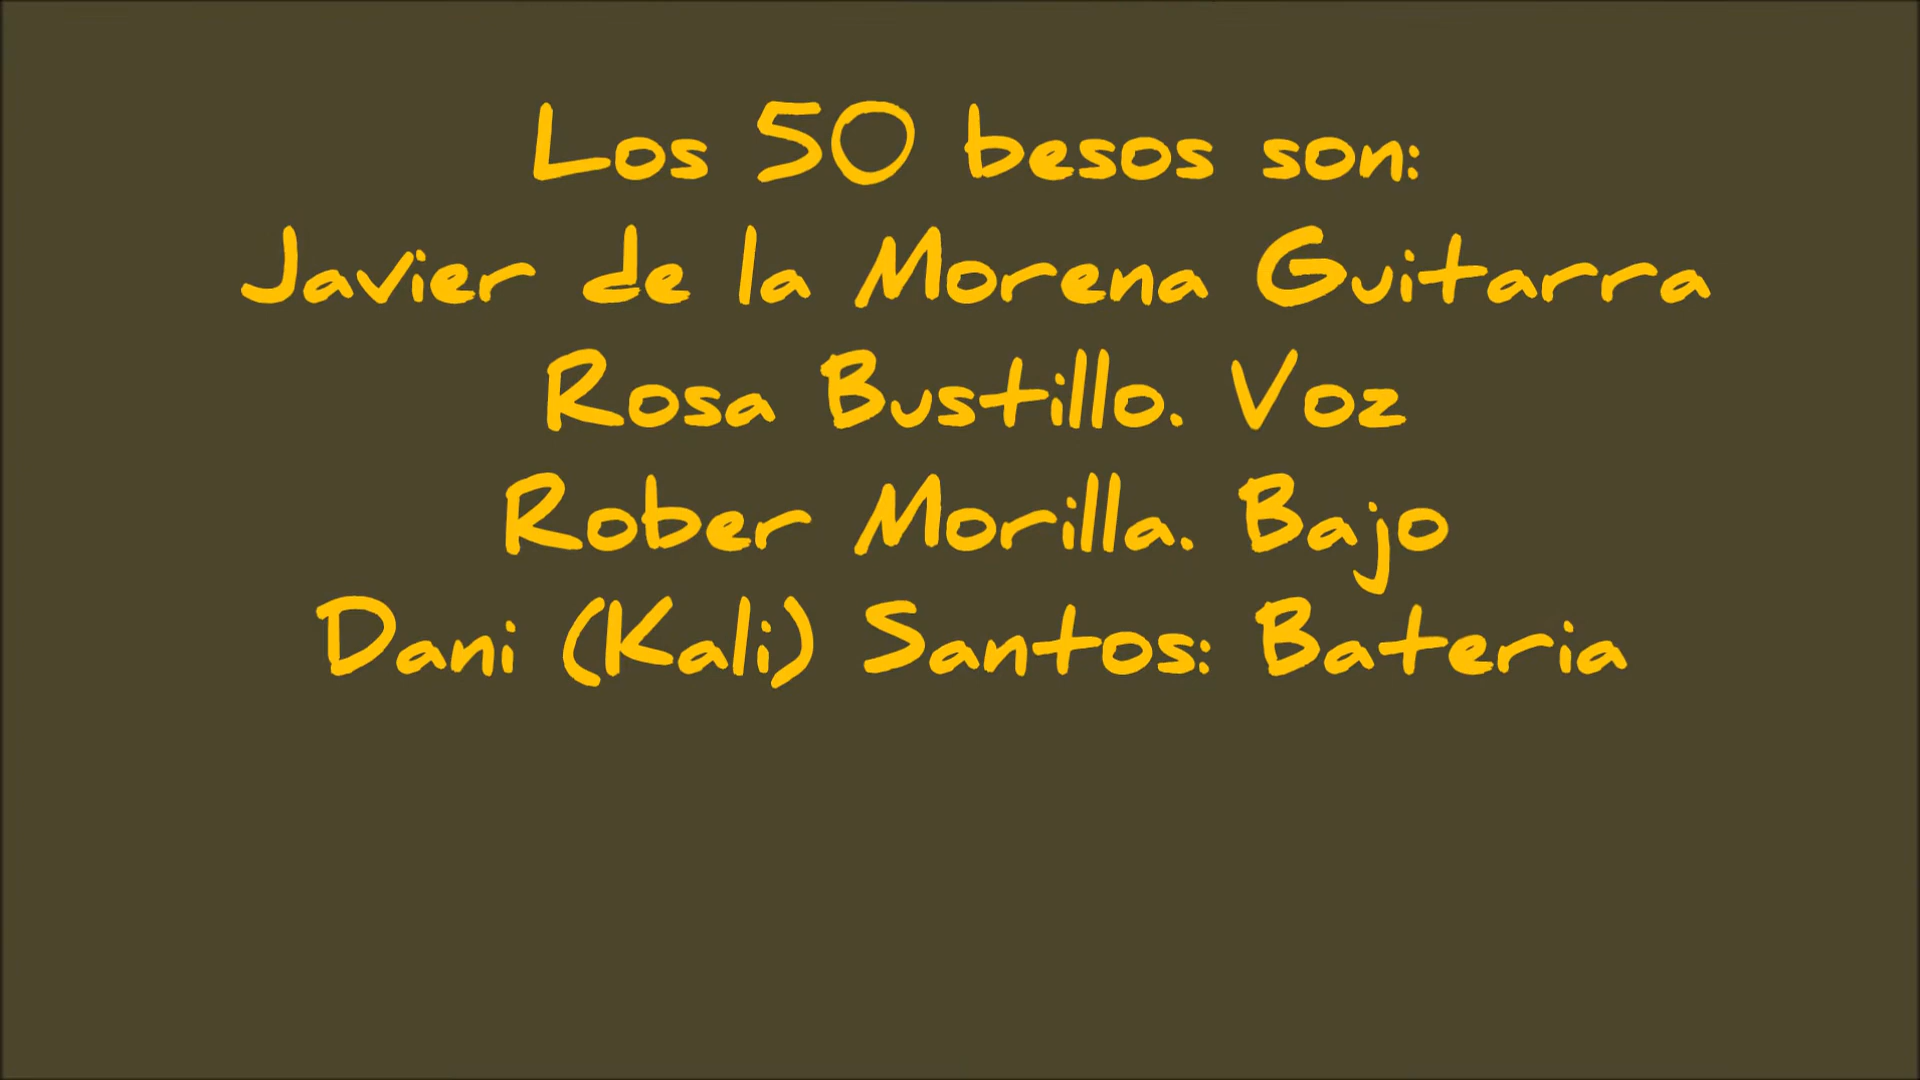 Los 50 besos son:
Javier de la Morena Guitarra
Rosa Bustillo. Voz
Rober Morilla. Bajo
Dani (Kali) Santos: Bateria